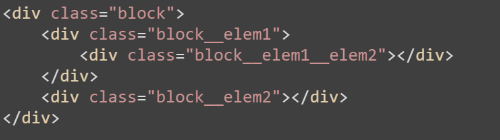 <div class="block">
    <div class="block__elem1">
        <div class="block__elem1__elem2"></div>
    </div>
    <div class="block__elem2"></div>
</div>